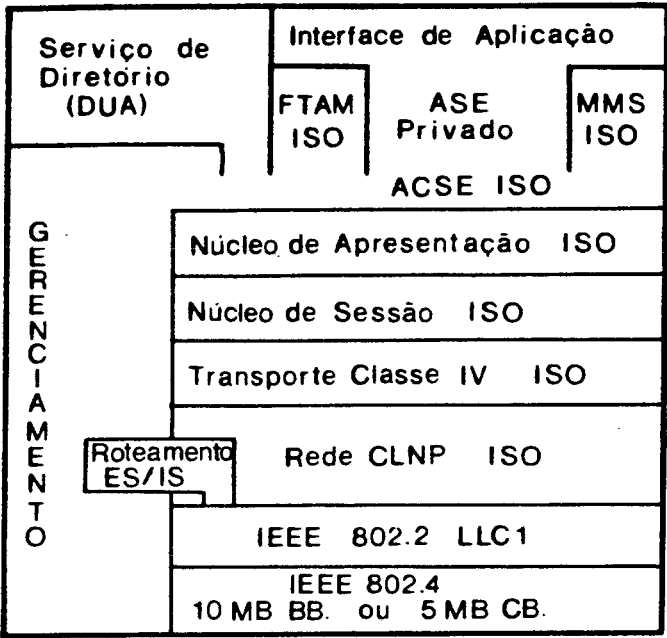 Serviço de
Diretório
(DUA)
Interface de Aplicação
FTAM
ISO
ASE
Privado
MMS
ISO
ACSE ISO
GERENCIAMENTO
Núcleo de Apresentação ISO
Núcleo de Sessão ISO
Transporte Classe IV ISO
Roteamento
ES/IS
Rede CLNP ISO
IEEE 802.2 LLC1
IEEE 802.4
10 MB BB. ou 5 MB CB.